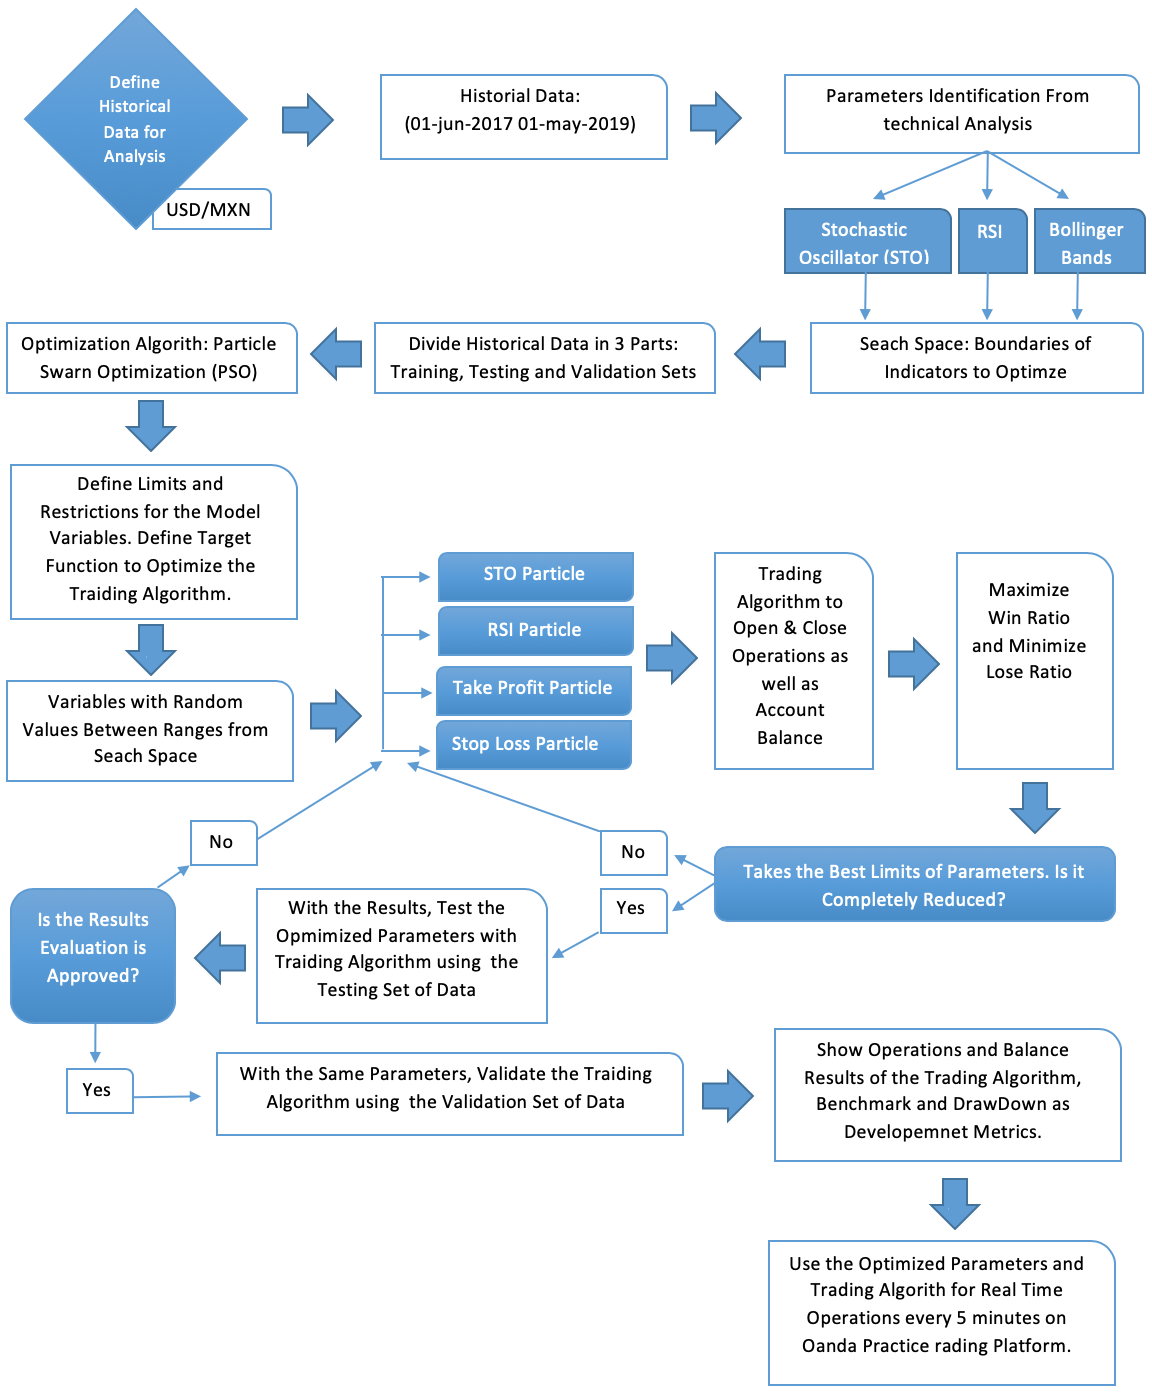 Define
Historical
Data for
Analysis
USD/MXN
Historial Data:
(01-jun-2017 01-may-2019)
Parameters Identification From
technical Analysis
Stochastic
Oscillator (STO)
RSI
Bollinger
Bands
Seach Space: Boundaries of
Indicators to Optimze
Divide Historical Data in 3 Parts:
Training, Testing and Validation Sets
Optimization Algorith: Particle
Swarn Optimization (PSO)
Define Limits and
Restrictions for the Model
Variables. Define Target
Function to Optimize the
Traiding Algorithm.
Variables with Random
Values Between Ranges from
Seach Space
STO Particle
RSI Particle
Take Profit Particle
Stop Loss Particle
Trading
Algorithm to
Open & Close
Operations as
well as
Account
Balance
Maximize
Win Ratio
and Minimize
Lose Ratio
Takes the Best Limits of Parameters. Is it
Completely Reduced?
No
Yes
With the Results, Test the
Opmimized Parameters with
Traiding Algorithm using  the
Testing Set of Data
Is the Results
Evaluation is
Approved?
No
Yes
With the Same Parameters, Validate the Traiding
Algorithm using  the Validation Set of Data
Show Operations and Balance
Results of the Trading Algorithm,
Benchmark and DrawDown as
Developemnet Metrics.
Use the Optimized Parameters and
Trading Algorith for Real Time
Operations every 5 minutes on
Oanda Practice rading Platform.